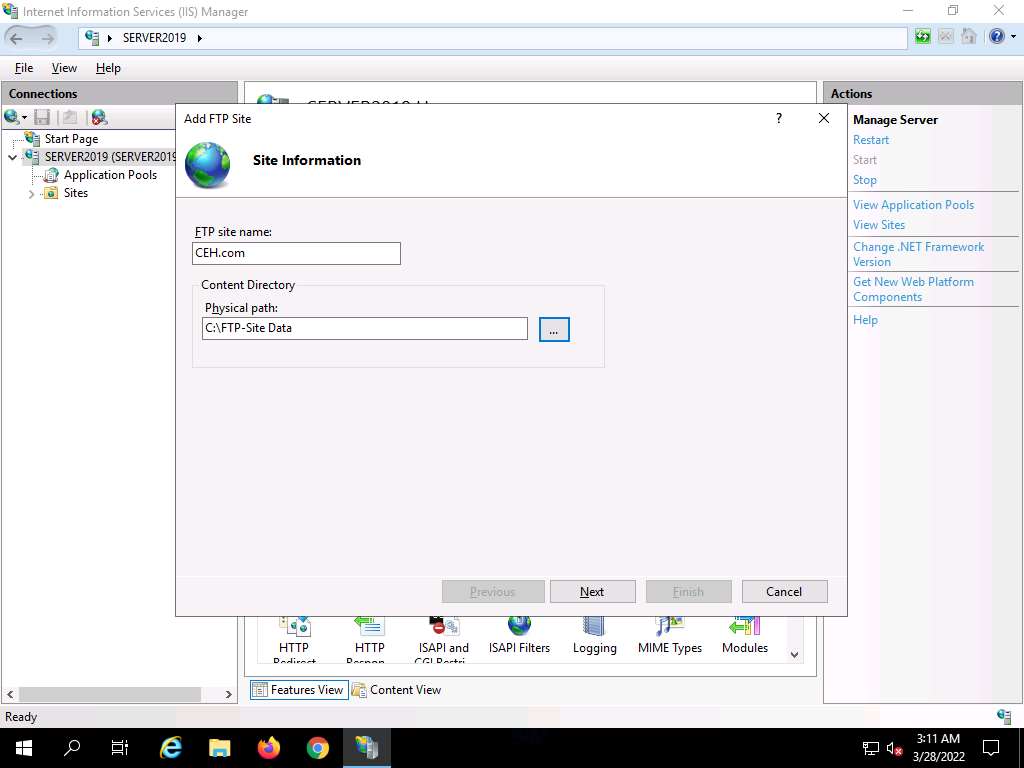 Internet Information Services (IIS) Manager
SERVER2019
File View Help
Connections
Start Page
SERVER2019 (SERVER2019
Application Pools
Sites
Add FTP Site
?
Site Information
FTP site name:
CEH.com
Content Directory
Physical path:
C:\FTP-Site Data
...
Previous
Next
Finish
Cancel
HTTP
Redirect
HTTP
Respon
ISAPI and
CGI Restri
ISAPI Filters
Logging
MIME Types
Modules
Features View
Content View
Actions
Manage Server
Restart
Start
Stop
View Application Pools
View Sites
Change .NET Framework
Version
Get New Web Platform
Components
Help
Ready
3:11 AM
3/28/2022